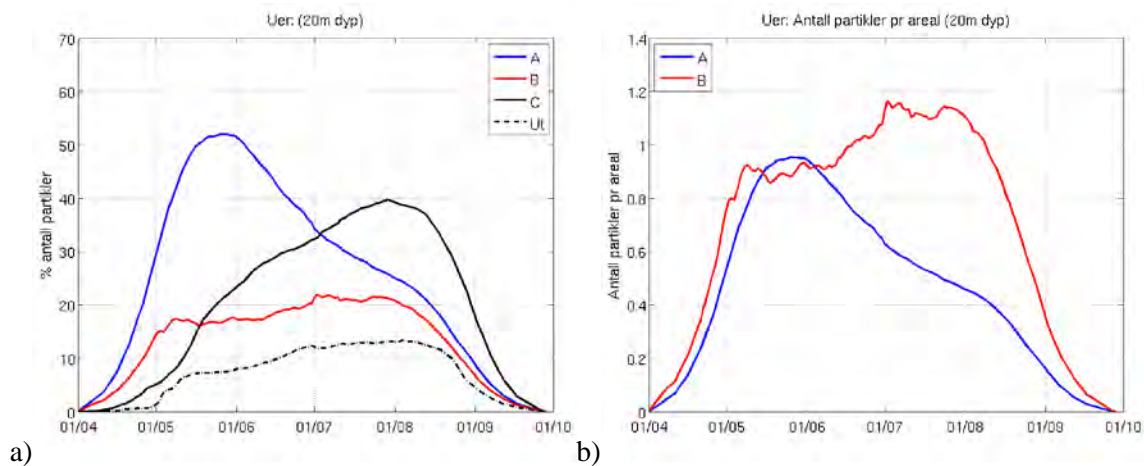 Uer: (20m dyp)
70
60
50
40
30
20
10
0
% antall partikler
A
B
C
Ut
01/04 01/05 01/06 01/07 01/08 01/09 01/10
a)
Uer: Antall partikler pr areal (20m dyp)
1.4
1.2
1
0.8
0.6
0.4
0.2
0
Antall partikler pr areal
A
B
01/04 01/05 01/06 01/07 01/08 01/09 01/10
b)